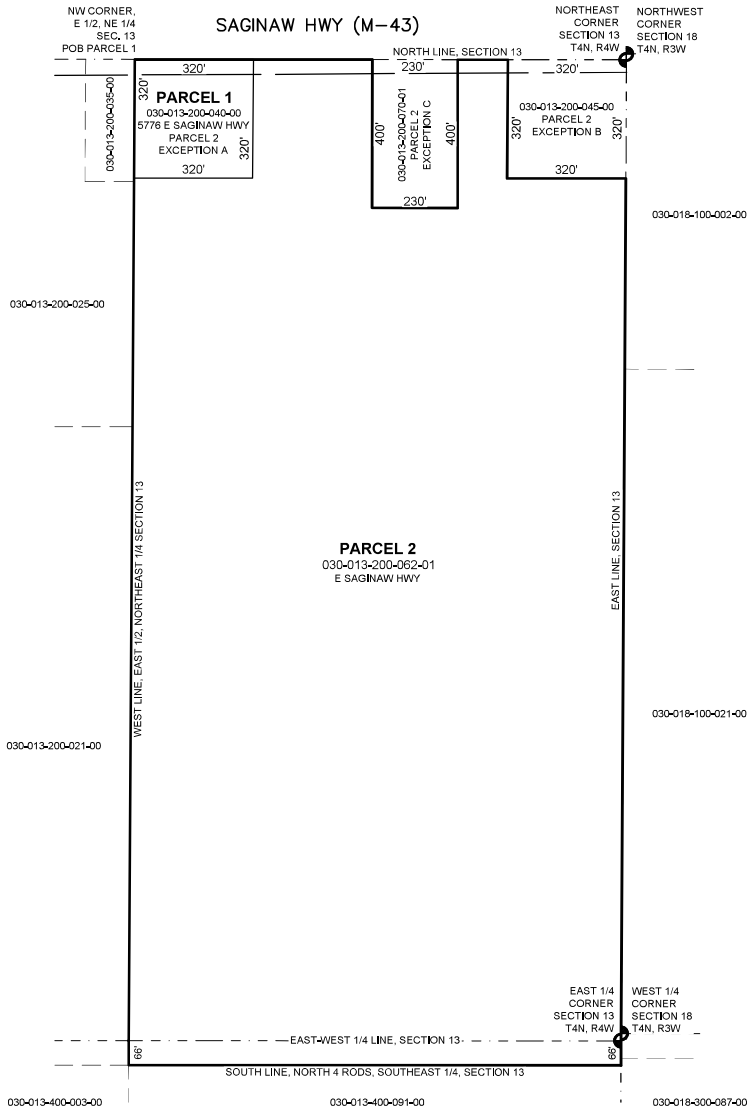 NW CORNER,
E 1/2, NE 1/4
SEC. 13
POB PARCEL 1
SAGINAW HWY (M-43)
NORTHEAST
CORNER
SECTION 13
T4N, R4W
NORTHWEST
CORNER
SECTION 18
T4N, R3W
NORTH LINE, SECTION 13
320'
230'
320'
030-013-200-035-00
320'
PARCEL 1
030-013-200-040-00
5776 E SAGINAW HWY
PARCEL 2
EXCEPTION A
320'
320'
400'
030-013-200-070-01
PARCEL 2
EXCEPTION C
400'
230'
320'
030-013-200-045-00
PARCEL 2
EXCEPTION B
320'
320'
030-018-100-002-00
030-013-200-025-00
WEST LINE, EAST 1/2, NORTHEAST 1/4 SECTION 13
EAST LINE, SECTION 13
PARCEL 2
030-013-200-062-01
E SAGINAW HWY
030-018-100-021-00
030-013-200-021-00
EAST 1/4
CORNER
SECTION 13
T4N, R4W
WEST 1/4
CORNER
SECTION 18
T4N, R3W
66'
EAST-WEST 1/4 LINE, SECTION 13
66'
SOUTH LINE, NORTH 4 RODS, SOUTHEAST 1/4, SECTION 13
030-013-400-003-00
030-013-400-091-00
030-018-300-087-00